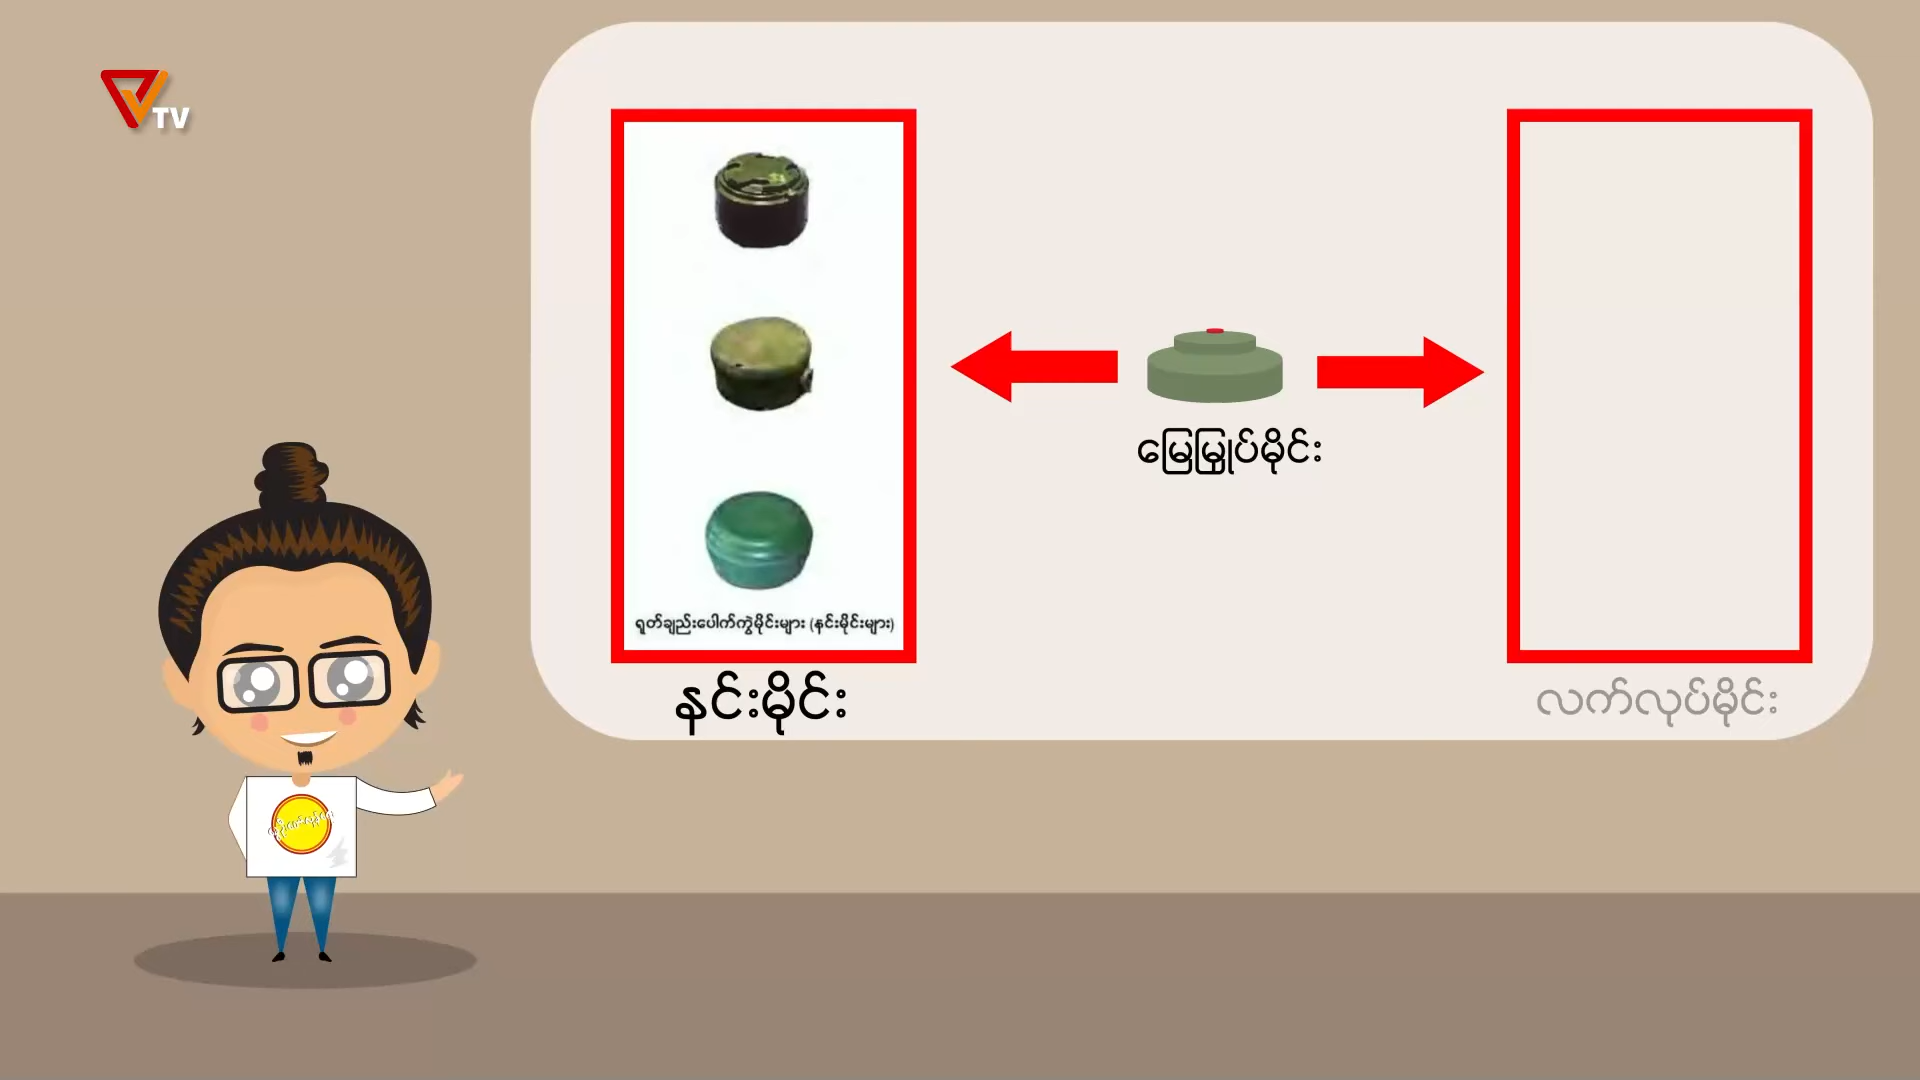 TV
မြေမြှုပ်မိုင်း
ရုတ်ချည်းပေါက်ကွဲမိုင်းများ (နင်းမိုင်းများ)
နင်းမိုင်း
လက်လုပ်မိုင်း